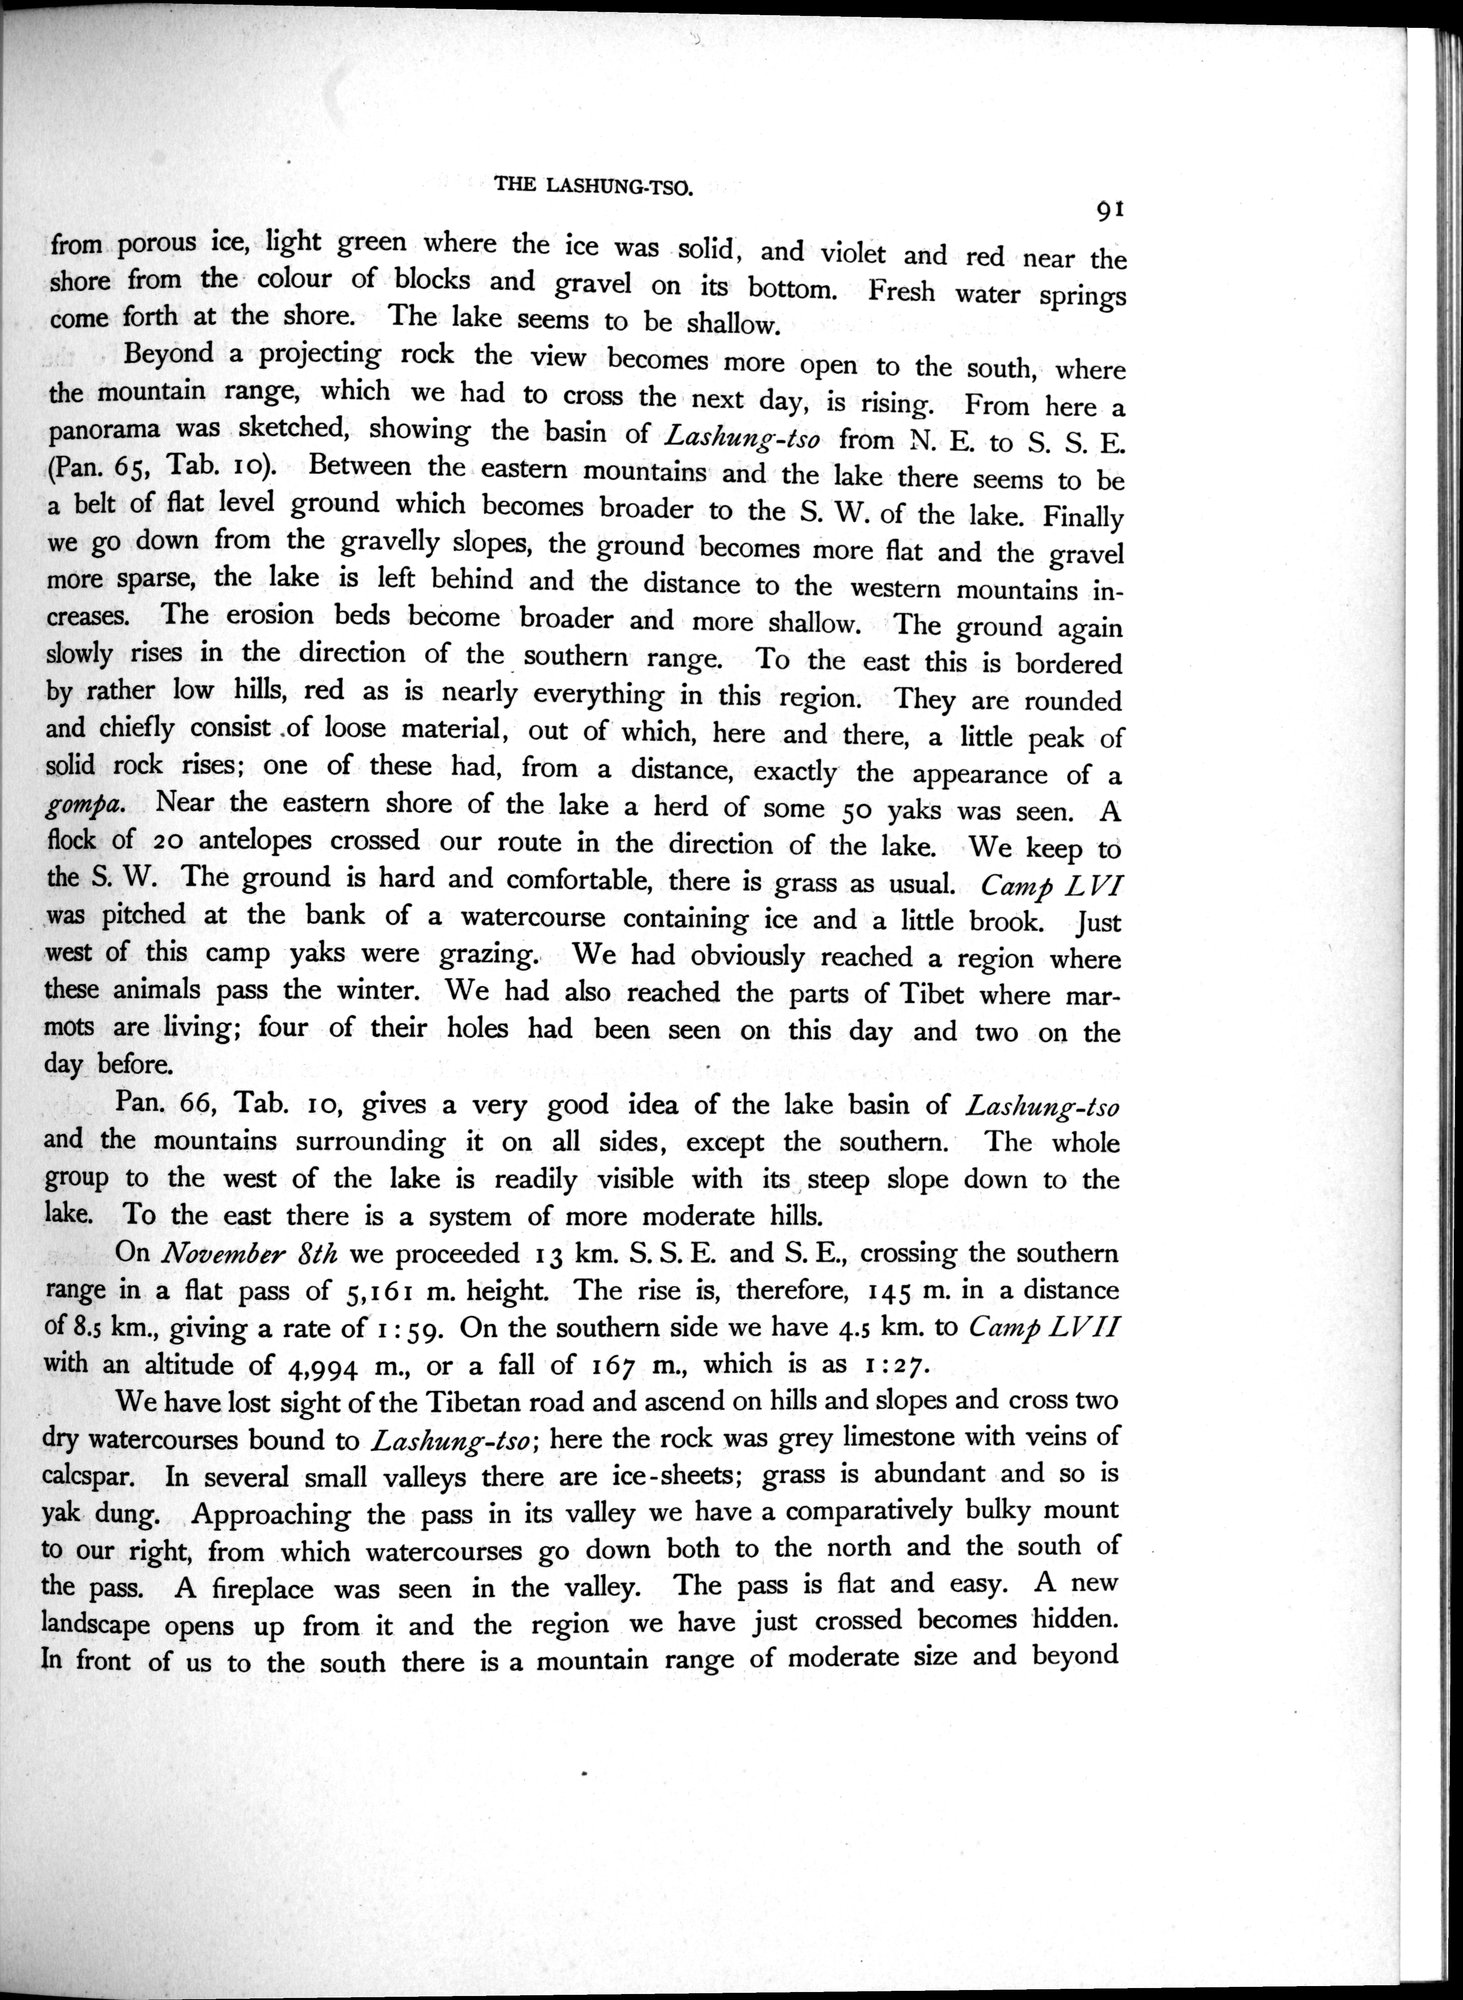 THE LASHUNG-TSO.
91
from porous ice, light green where the ice was solid, and violet and red near the
shore from the colour of blocks and gravel on its bottom. Fresh water springs
come forth at the shore. The lake seems to be shallow.
Beyond a projecting rock the view becomes more open to the south, where
the mountain range, which we had to cross the next day, is rising. From here a
panorama was sketched, showing the basin of Lashung-tso from N. E. to S. S. E.
(Pan. 65, Tab. 10). Between the eastern mountains and the lake there seems to be
a belt of flat level ground which becomes broader to the S. W. of the lake. Finally
we go down from the gravelly slopes, the ground becomes more flat and the gravel
more sparse, the lake is left behind and the distance to the western mountains in-
creases. The erosion beds become broader and more shallow. The ground again
slowly rises in the direction of the southern range. To the east this is bordered
by rather low hills, red as is nearly everything in this region. They are rounded
and chiefly consist of loose material, out of which, here and there, a little peak of
solid rock rises; one of these had, from a distance, exactly the appearance of a
gompa. Near the eastern shore of the lake a herd of some 50 yaks was seen. A
flock of 20 antelopes crossed our route in the direction of the lake. We keep to
the S. W. The ground is hard and comfortable, there is grass as usual. Camp LVI
was pitched at the bank of a watercourse containing ice and a little brook. Just
west of this camp yaks were grazing. We had obviously reached a region where
these animals pass the winter. We had also reached the parts of Tibet where mar-
mots are living; four of their holes had been seen on this day and two on the
day before.
Pan. 66, Tab. 10, gives a very good idea of the lake basin of Lashung-tso
and the mountains surrounding it on all sides, except the southern. The whole
group to the west of the lake is readily visible with its steep slope down to the
lake. To the east there is a system of more moderate hills.
On November 8th we proceeded 13 km. S. S. E. and S. E., crossing the southern
range in a flat pass of 5,161 m. height. The rise is, therefore, 145 m. in a distance
of 8.5 km., giving a rate of 1:59. On the southern side we have 4.5 km. to Camp LVII
with an altitude of 4,994 m., or a fall of 167 m., which is as 1:27.
We have lost sight of the Tibetan road and ascend on hills and slopes and cross two
dry watercourses bound to Lashung-tso; here the rock was grey limestone with veins of
calcspar. In several small valleys there are ice-sheets; grass is abundant and so is
yak dung. Approaching the pass in its valley we have a comparatively bulky mount
to our right, from which watercourses go down both to the north and the south of
the pass. A fireplace was seen in the valley. The pass is flat and easy. A new
landscape opens up from it and the region we have just crossed becomes hidden.
In front of us to the south there is a mountain range of moderate size and beyond